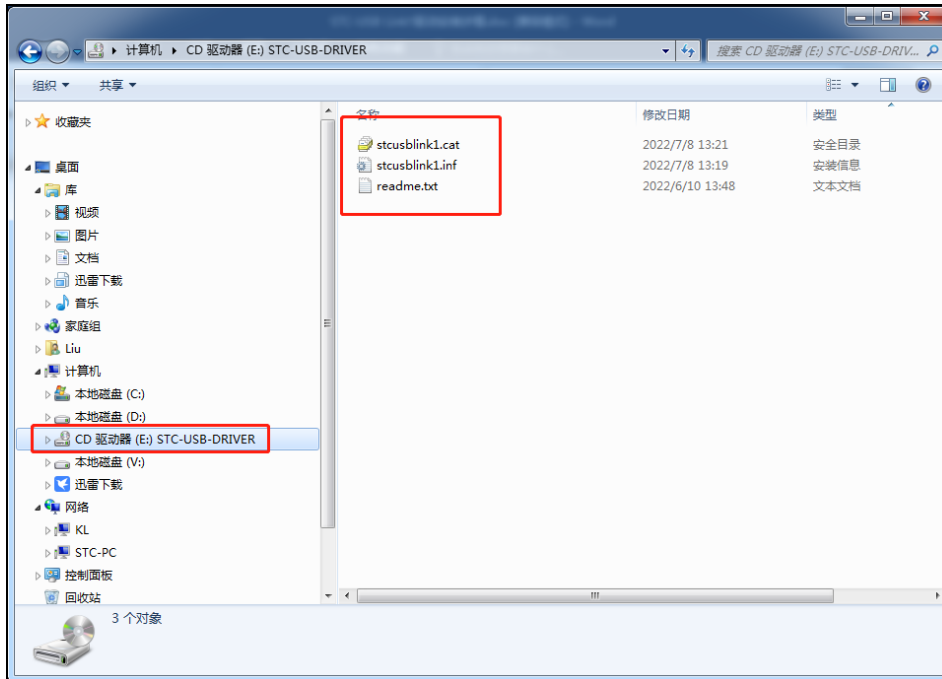 计算机 ▸ CD 驱动器 (E:) STC-USB-DRIVER
搜索 CD 驱动器 (E:) STC-USB-DRIV...
组织 共享
名称 修改日期 类型
stcusblink1.cat 2022/7/8 13:21 安全目录
stcusblink1.inf 2022/7/8 13:19 安装信息
readme.txt 2022/6/10 13:48 文本文档
收藏夹
桌面
库
视频
图片
文档
迅雷下载
音乐
家庭组
Liu
计算机
本地磁盘 (C:)
本地磁盘 (D:)
CD 驱动器 (E:) STC-USB-DRIVER
本地磁盘 (V:)
迅雷下载
网络
KL
STC-PC
控制面板
回收站
3 个对象